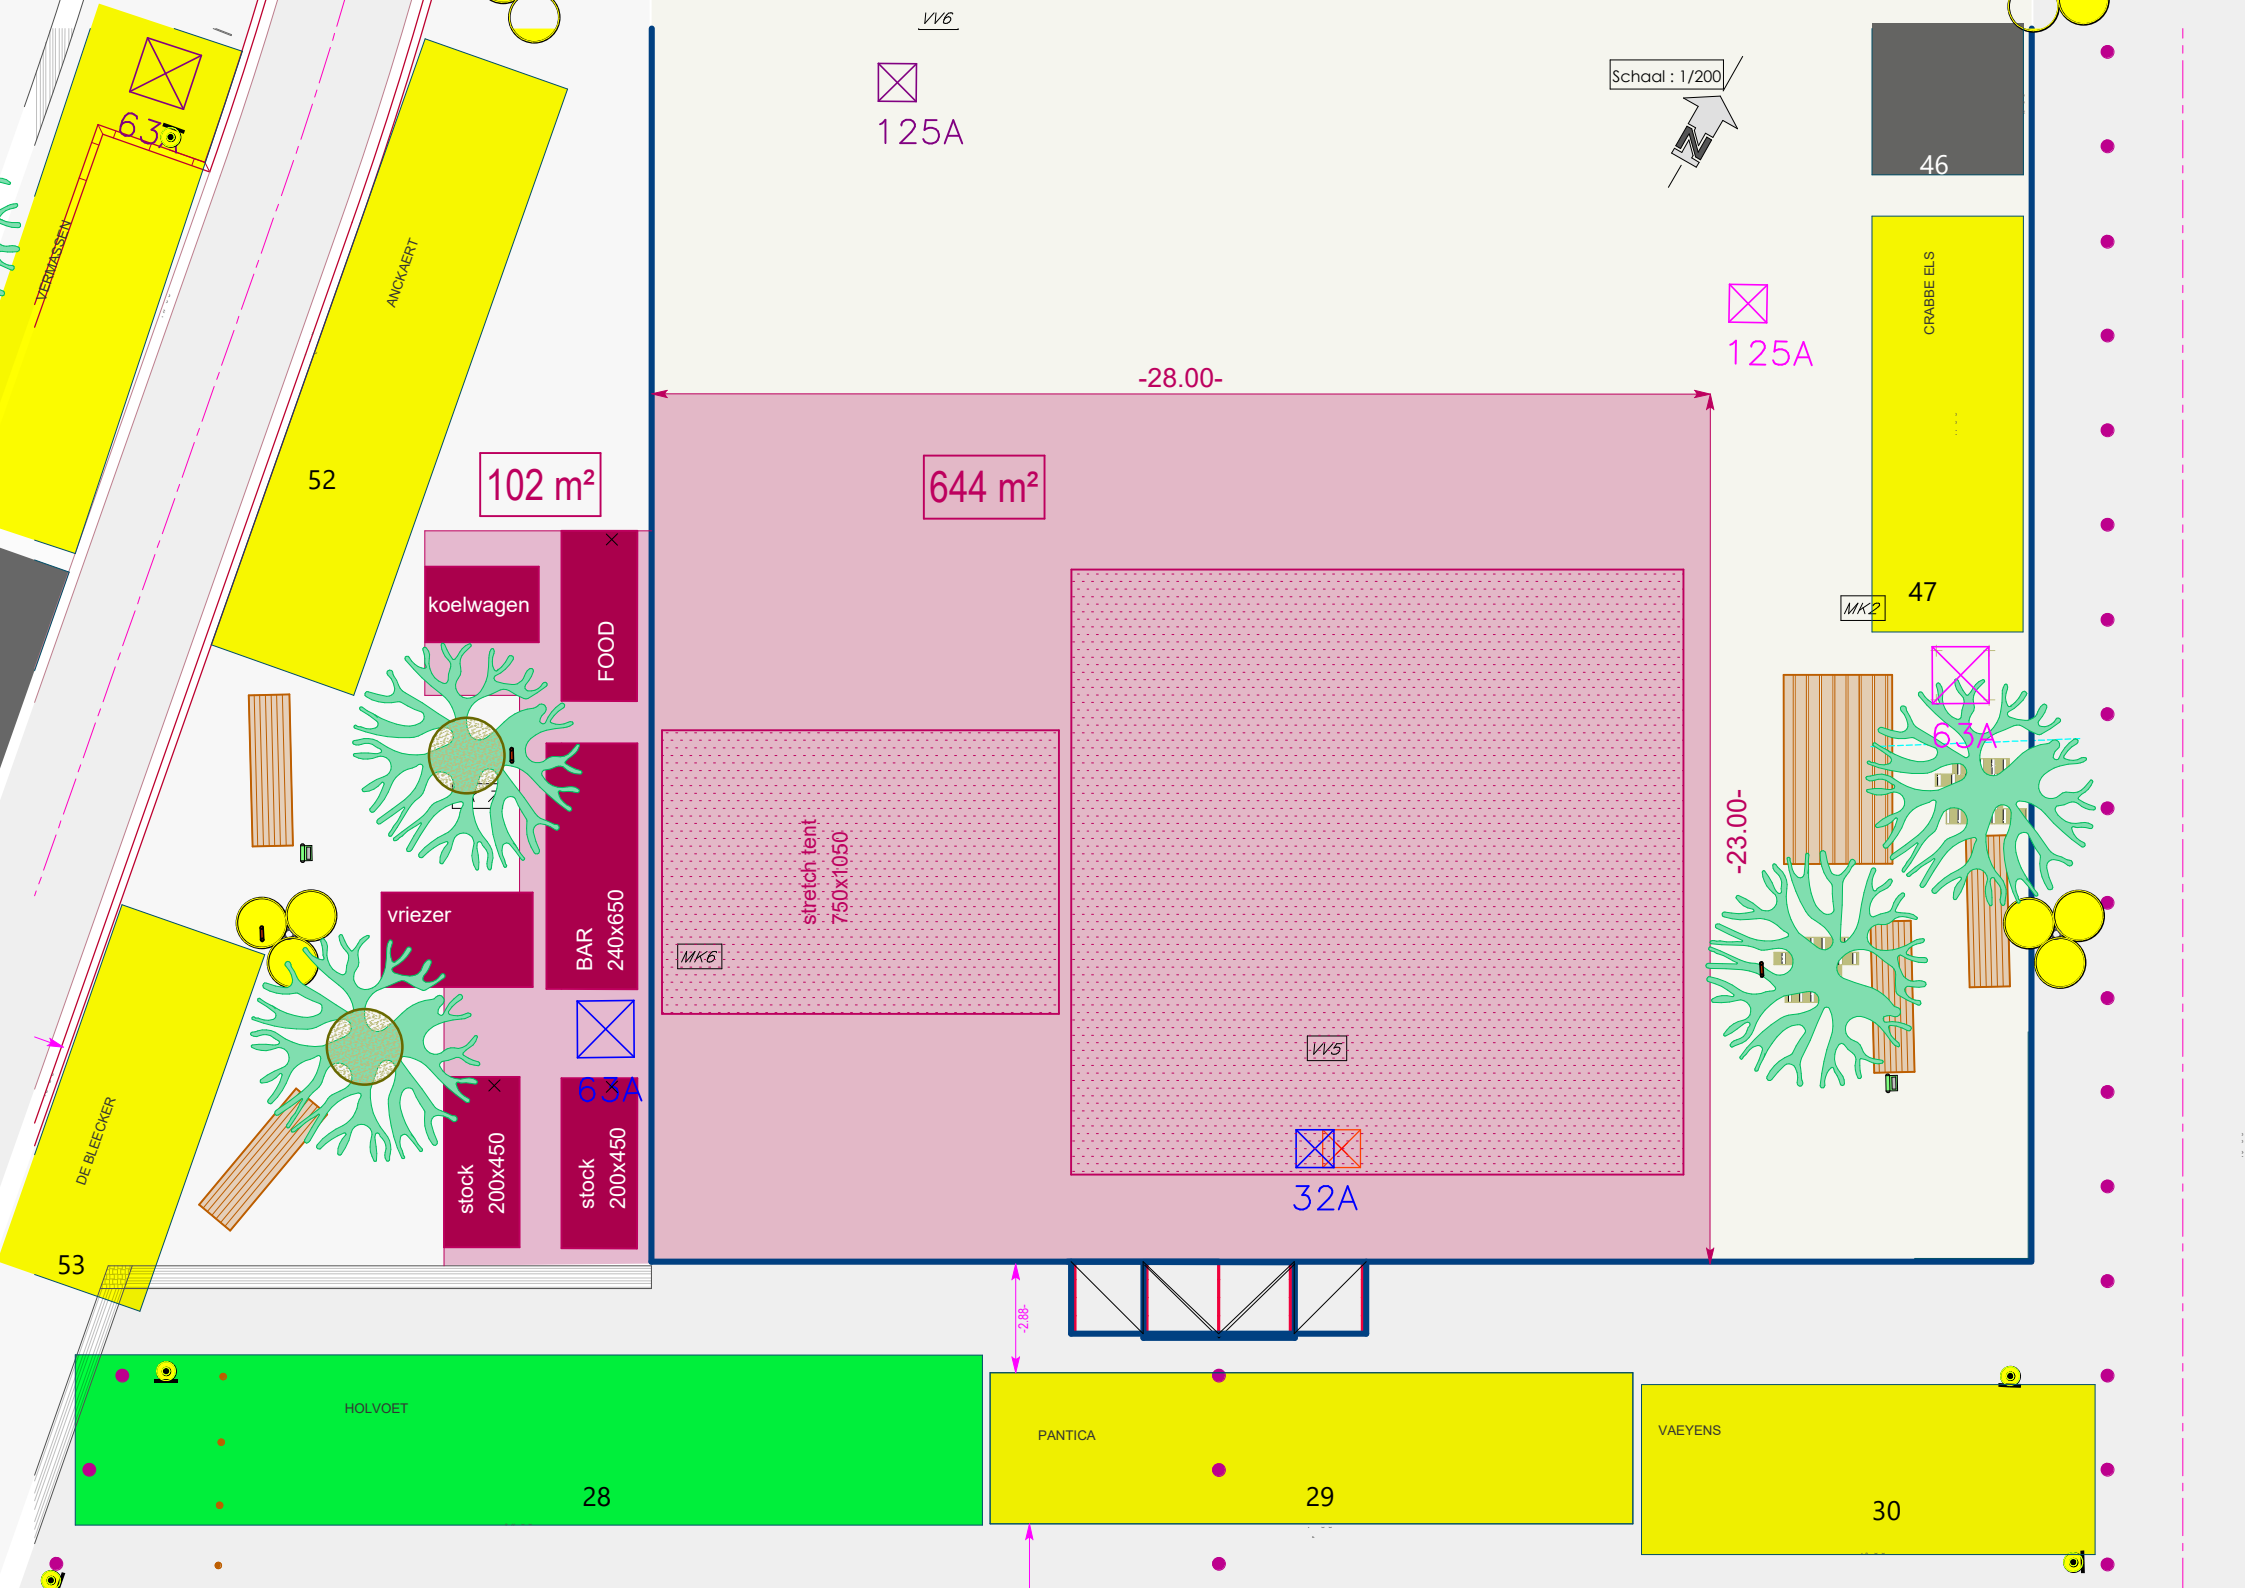 VV6
Schaal : 1/200
N
125A
46
VERMASSEN
ANCKAERT
CRABBE ELS
125A
-28.00-
52
102 m²
644 m²
koelwagen
FOOD
47
MK2
63A
-23.00-
stretch tent
750x1050
vriezer
BAR
240x650
MK6
VV5
63A
DE BLEECKER
stock
200x450
stock
200x450
32A
53
-2.88-
HOLVOET
PANTICA
VAEYENS
28
29
30